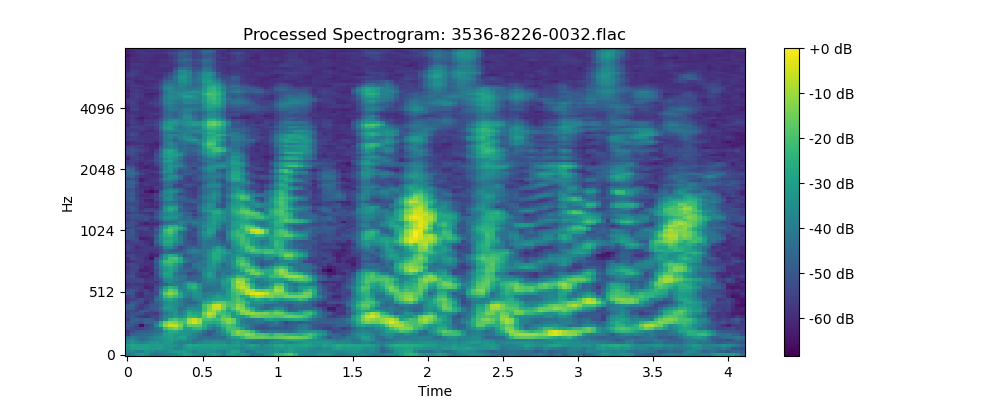 Processed Spectrogram: 3536-8226-0032.flac
+0 dB
-10 dB
-20 dB
-30 dB
-40 dB
-50 dB
-60 dB
4096
2048
1024
512
0
Hz
0 0.5 1 1.5 2 2.5 3 3.5 4
Time